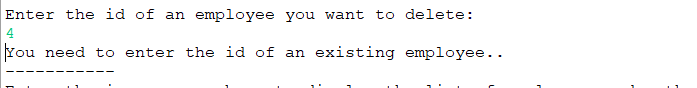 Enter the id of an employee you want to delete:
4
You need to enter the id of an existing employee..
-----------